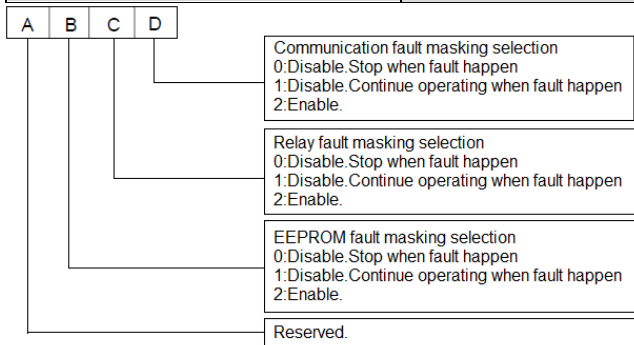 A B C D
Communication fault masking selection
0:Disable.Stop when fault happen
1:Disable.Continue operating when fault happen
2:Enable.
Relay fault masking selection
0:Disable.Stop when fault happen
1:Disable.Continue operating when fault happen
2:Enable.
EEPROM fault masking selection
0:Disable.Stop when fault happen
1:Disable.Continue operating when fault happen
2:Enable.
Reserved.